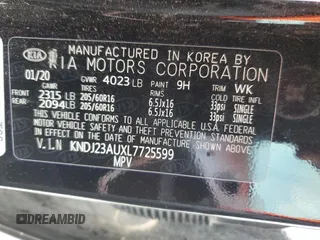 MANUFACTURED IN KOREA BY
KIA KIA MOTORS CORPORATION
01/20 GVWR 4023 LB PAINT 9H TRIM WK
TIRES RIMS COLD TIRE INFL
FRONT 2315 LB 205/60R16 6.5Jx16 33psi SINGLE
REAR 2094 LB 205/60R16 6.5Jx16 33psi SINGLE
THIS VEHICLE CONFORMS TO ALL APPLICABLE
U.S. FEDERAL MOTOR VEHICLE SAFETY
AND THEFT PREVENTION STANDARDS
IN EFFECT ON THE DATE OF
MANUFACTURE SHOWN ABOVE
V.I.N KNDJ23AUXL7725599
MPV
DREAMBID